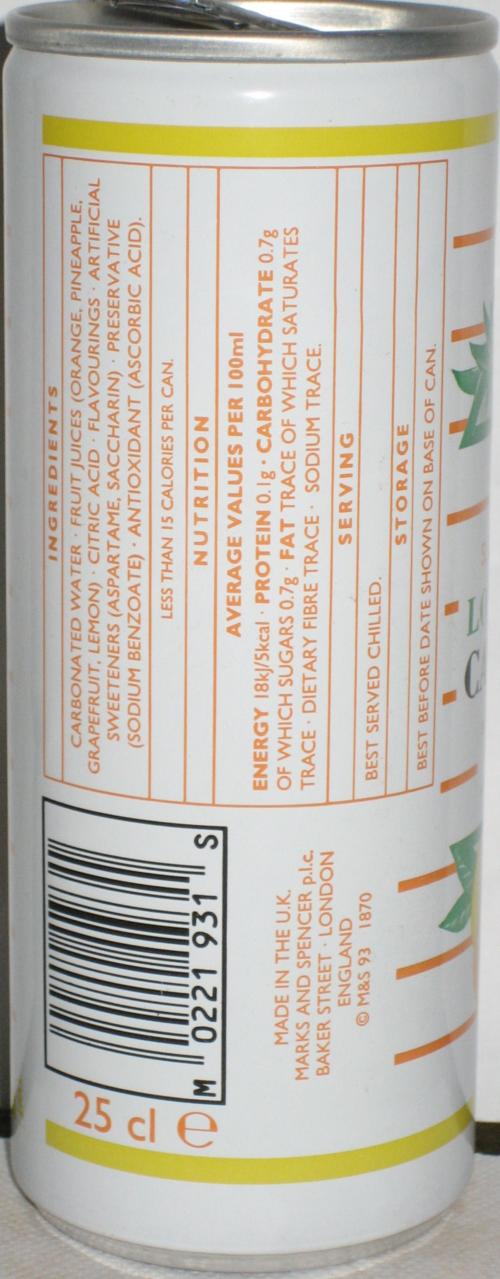 INGREDIENTS
CARBONATED WATER · FRUIT JUICES (ORANGE, PINEAPPLE,
GRAPEFRUIT, LEMON) · CITRIC ACID · FLAVOURINGS · ARTIFICIAL
SWEETENERS (ASPARTAME, SACCHARIN) · PRESERVATIVE
(SODIUM BENZOATE) · ANTIOXIDANT (ASCORBIC ACID).
LESS THAN 15 CALORIES PER CAN.
NUTRITION
AVERAGE VALUES PER 100ml
ENERGY 18kJ/5kcal · PROTEIN 0.1g · CARBOHYDRATE 0.7g
OF WHICH SUGARS 0.7g · FAT TRACE OF WHICH SATURATES
TRACE · DIETARY FIBRE TRACE · SODIUM TRACE.
SERVING
BEST SERVED CHILLED.
STORAGE
BEST BEFORE DATE SHOWN ON BASE OF CAN.
M 0221 931 S
25 cl e
MADE IN THE U.K.
MARKS AND SPENCER p.l.c.
BAKER STREET · LONDON
ENGLAND
© M&S 93 1870